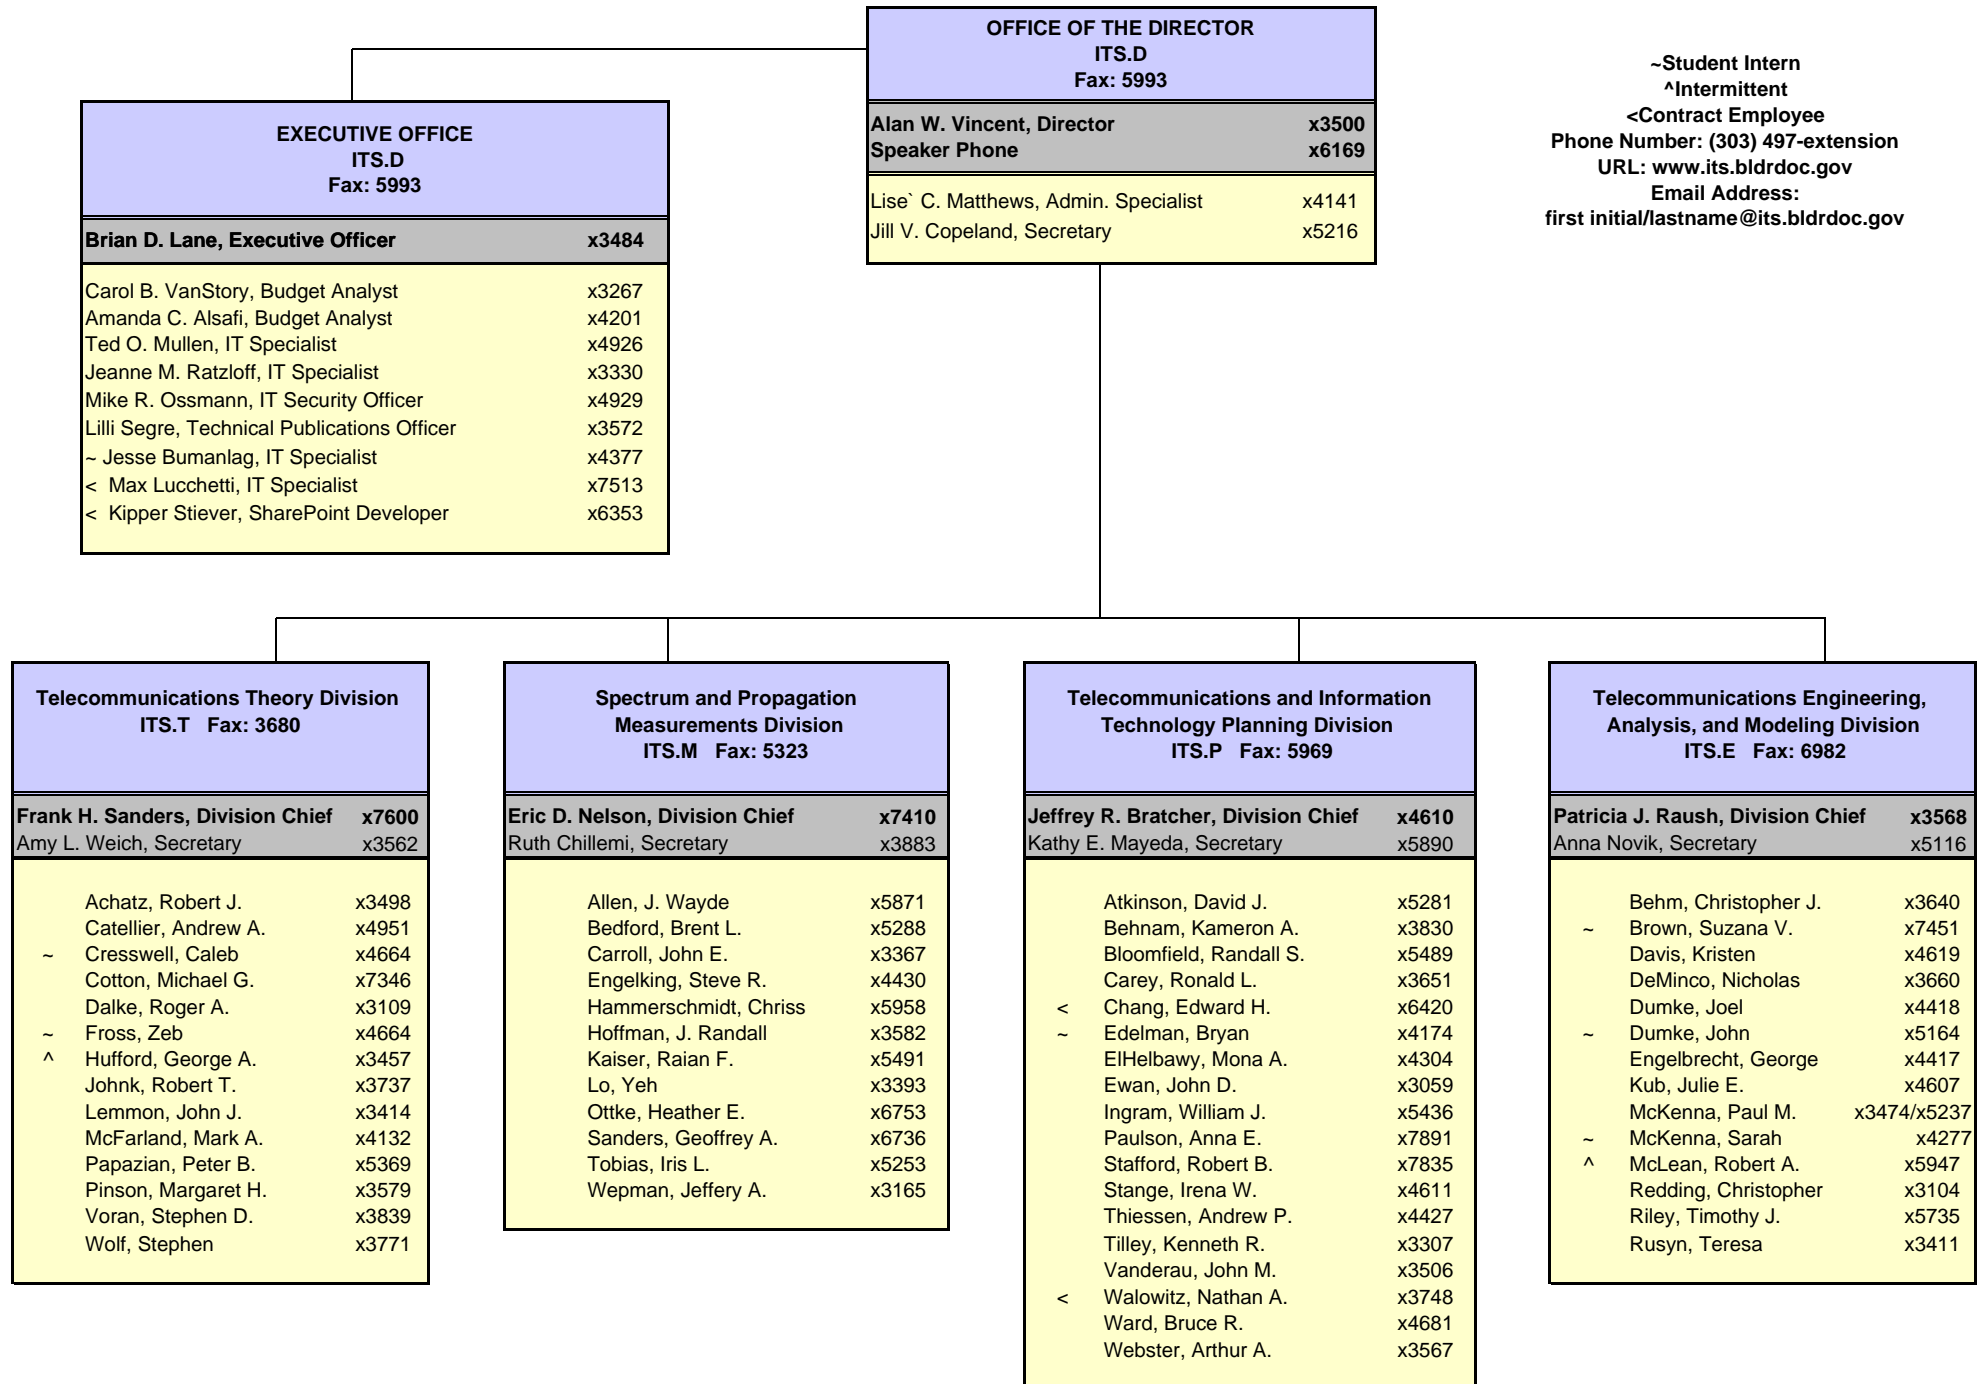 OFFICE OF THE DIRECTOR
ITS.D
Fax: 5993
Alan W. Vincent, Director x3500
Speaker Phone x6169
Lise` C. Matthews, Admin. Specialist x4141
Jill V. Copeland, Secretary x5216
~Student Intern
^Intermittent
<Contract Employee
Phone Number: (303) 497-extension
URL: www.its.bldrdoc.gov
Email Address:
first initial/lastname@its.bldrdoc.gov
EXECUTIVE OFFICE
ITS.D
Fax: 5993
Brian D. Lane, Executive Officer x3484
Carol B. VanStory, Budget Analyst x3267
Amanda C. Alsafi, Budget Analyst x4201
Ted O. Mullen, IT Specialist x4926
Jeanne M. Ratzloff, IT Specialist x3330
Mike R. Ossmann, IT Security Officer x4929
Lilli Segre, Technical Publications Officer x3572
~ Jesse Bumanlag, IT Specialist x4377
< Max Lucchetti, IT Specialist x7513
< Kipper Stiever, SharePoint Developer x6353
Telecommunications Theory Division
ITS.T Fax: 3680
Frank H. Sanders, Division Chief x7600
Amy L. Weich, Secretary x3562
Achatz, Robert J. x3498
Catellier, Andrew A. x4951
~ Cresswell, Caleb x4664
Cotton, Michael G. x7346
Dalke, Roger A. x3109
~ Fross, Zeb x4664
^ Hufford, George A. x3457
Johnk, Robert T. x3737
Lemmon, John J. x3414
McFarland, Mark A. x4132
Papazian, Peter B. x5369
Pinson, Margaret H. x3579
Voran, Stephen D. x3839
Wolf, Stephen x3771
Spectrum and Propagation
Measurements Division
ITS.M Fax: 5323
Eric D. Nelson, Division Chief x7410
Ruth Chillemi, Secretary x3883
Allen, J. Wayde x5871
Bedford, Brent L. x5288
Carroll, John E. x3367
Engelking, Steve R. x4430
Hammerschmidt, Chriss x5958
Hoffman, J. Randall x3582
Kaiser, Raian F. x5491
Lo, Yeh x3393
Ottke, Heather E. x6753
Sanders, Geoffrey A. x6736
Tobias, Iris L. x5253
Wepman, Jeffery A. x3165
Telecommunications and Information
Technology Planning Division
ITS.P Fax: 5969
Jeffrey R. Bratcher, Division Chief x4610
Kathy E. Mayeda, Secretary x5890
Atkinson, David J. x5281
Behnam, Kameron A. x3830
Bloomfield, Randall S. x5489
Carey, Ronald L. x3651
< Chang, Edward H. x6420
~ Edelman, Bryan x4174
ElHelbawy, Mona A. x4304
Ewan, John D. x3059
Ingram, William J. x5436
Paulson, Anna E. x7891
Stafford, Robert B. x7835
Stange, Irena W. x4611
Thiessen, Andrew P. x4427
Tilley, Kenneth R. x3307
Vanderau, John M. x3506
< Walowitz, Nathan A. x3748
Ward, Bruce R. x4681
Webster, Arthur A. x3567
Telecommunications Engineering,
Analysis, and Modeling Division
ITS.E Fax: 6982
Patricia J. Raush, Division Chief x3568
Anna Novik, Secretary x5116
Behm, Christopher J. x3640
~ Brown, Suzana V. x7451
Davis, Kristen x4619
DeMinco, Nicholas x3660
Dumke, Joel x4418
~ Dumke, John x5164
Engelbrecht, George x4417
Kub, Julie E. x4607
McKenna, Paul M. x3474/x5237
~ McKenna, Sarah x4277
^ McLean, Robert A. x5947
Redding, Christopher x3104
Riley, Timothy J. x5735
Rusyn, Teresa x3411